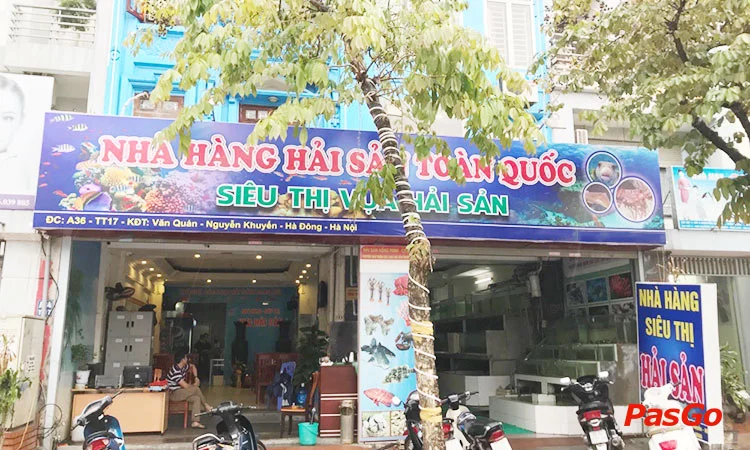 NHÀ HÀNG HẢI SẢN TOÀN QUỐC
SIÊU THỊ VỰA HẢI SẢN
ĐC: A36 - TT17 - KĐT: Văn Quán - Nguyễn Khuyến - Hà Đông - Hà Nội
NHÀ HÀNG
SIÊU THỊ
HẢI SẢN
PasGo